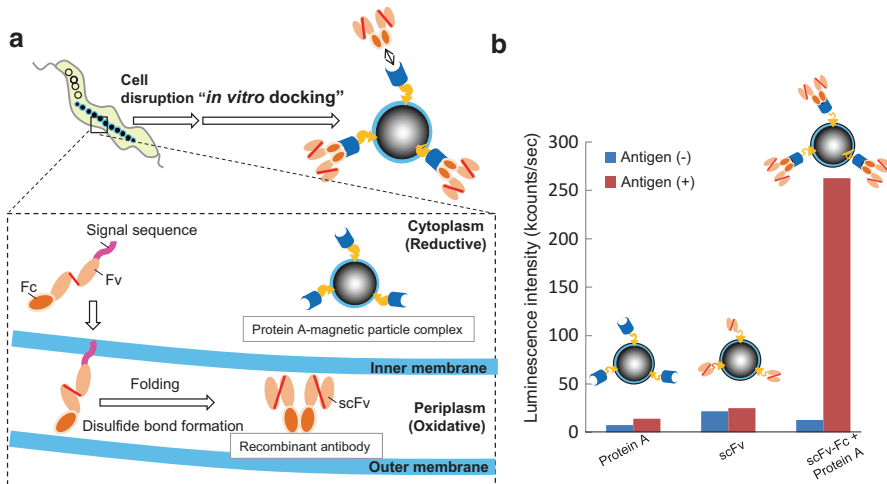 a
Cell
disruption "in vitro docking"
Signal sequence
Fc
Fv
Cytoplasm
(Reductive)
Protein A-magnetic particle complex
Inner membrane
Folding
Disulfide bond formation
scFv
Periplasm
(Oxidative)
Recombinant antibody
Outer membrane
b
Luminescence intensity (kcounts/sec)
300
250
200
150
100
50
0
Antigen (-)
Antigen (+)
Protein A
scFv
scFv-Fc +
Protein A